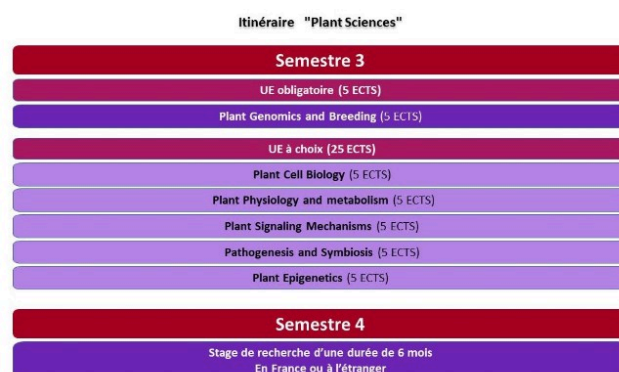 Itinéraire "Plant Sciences"
Semestre 3
UE obligatoire (5 ECTS)
Plant Genomics and Breeding (5 ECTS)
UE à choix (25 ECTS)
Plant Cell Biology (5 ECTS)
Plant Physiology and metabolism (5 ECTS)
Plant Signaling Mechanisms (5 ECTS)
Pathogenesis and Symbiosis (5 ECTS)
Plant Epigenetics (5 ECTS)
Semestre 4
Stage de recherche d'une durée de 6 mois
En France ou à l'étranger